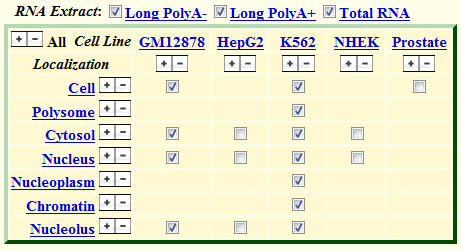 RNA Extract: Long PolyA- Long PolyA+ Total RNA
+ - All Cell Line GM12878 HepG2 K562 NHEK Prostate
Localization + - + - + - + - + -
Cell + -
Polysome + -
Cytosol + -
Nucleus + -
Nucleoplasm + -
Chromatin + -
Nucleolus + -